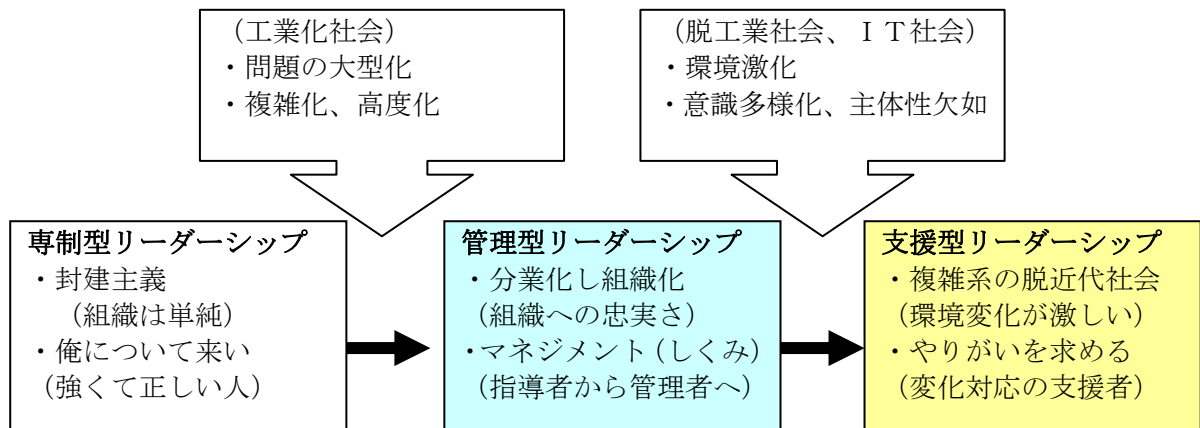 (工業化社会)
・問題の大型化
・複雑化、高度化
(脱工業社会、IT社会)
・環境激化
・意識多様化、主体性欠如
専制型リーダーシップ
・封建主義
(組織は単純)
・俺について来い
(強くて正しい人)
管理型リーダーシップ
・分業化し組織化
(組織への忠実さ)
・マネジメント(しくみ)
(指導者から管理者へ)
支援型リーダーシップ
・複雑系の脱近代社会
(環境変化が激しい)
・やりがいを求める
(変化対応の支援者)